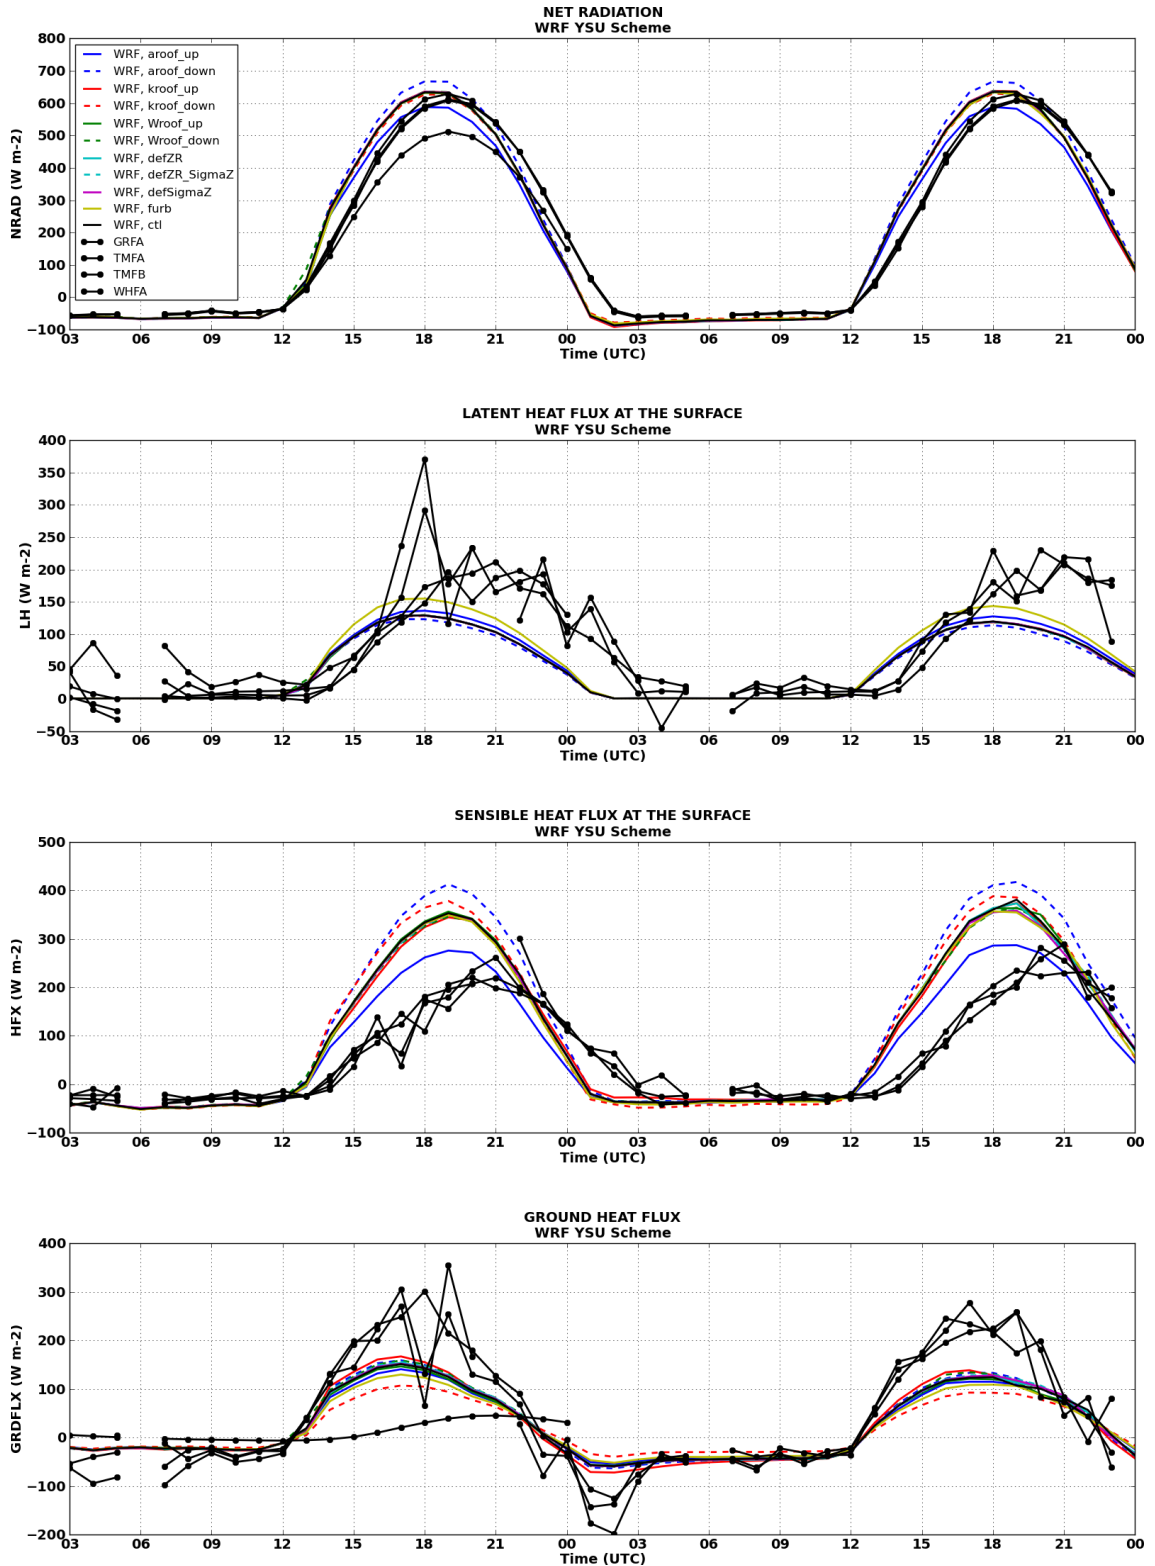 NET RADIATION
WRF YSU Scheme
800
700
600
500
400
300
200
100
0
−100
NRAD (W m-2)
WRF, aroof_up
WRF, aroof_down
WRF, kroof_up
WRF, kroof_down
WRF, Wroof_up
WRF, Wroof_down
WRF, defZR
WRF, defZR_SigmaZ
WRF, defSigmaZ
WRF, furb
WRF, ctl
GRFA
TMFA
TMFB
WHFA
03 06 09 12 15 18 21 00 03 06 09 12 15 18 21 00
Time (UTC)
LATENT HEAT FLUX AT THE SURFACE
WRF YSU Scheme
400
350
300
250
200
150
100
50
0
−50
LH (W m-2)
03 06 09 12 15 18 21 00 03 06 09 12 15 18 21 00
Time (UTC)
SENSIBLE HEAT FLUX AT THE SURFACE
WRF YSU Scheme
500
400
300
200
100
0
−100
HFX (W m-2)
03 06 09 12 15 18 21 00 03 06 09 12 15 18 21 00
Time (UTC)
GROUND HEAT FLUX
WRF YSU Scheme
400
300
200
100
0
−100
−200
GRDFLX (W m-2)
03 06 09 12 15 18 21 00 03 06 09 12 15 18 21 00
Time (UTC)